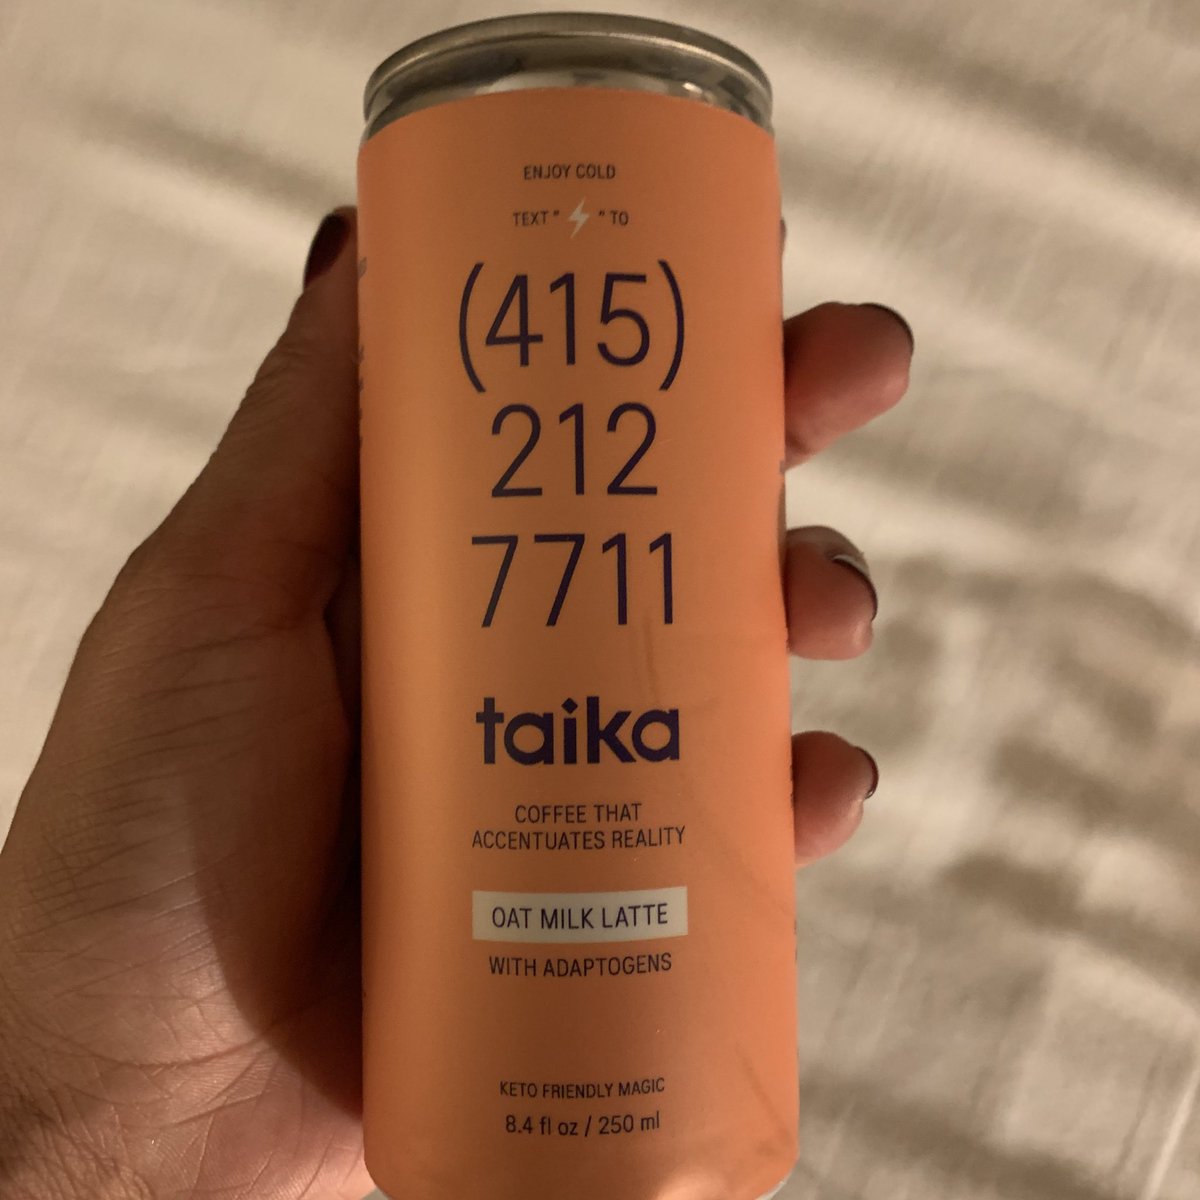 ENJOY COLD
TEXT "⚡" TO
(415)
212
7711
taika
COFFEE THAT
ACCENTUATES REALITY
OAT MILK LATTE
WITH ADAPTOGENS
KETO FRIENDLY MAGIC
8.4 fl oz / 250 ml